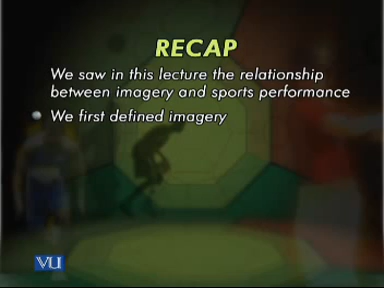 RECAP
We saw in this lecture the relationship
between imagery and sports performance
We first defined imagery
VU